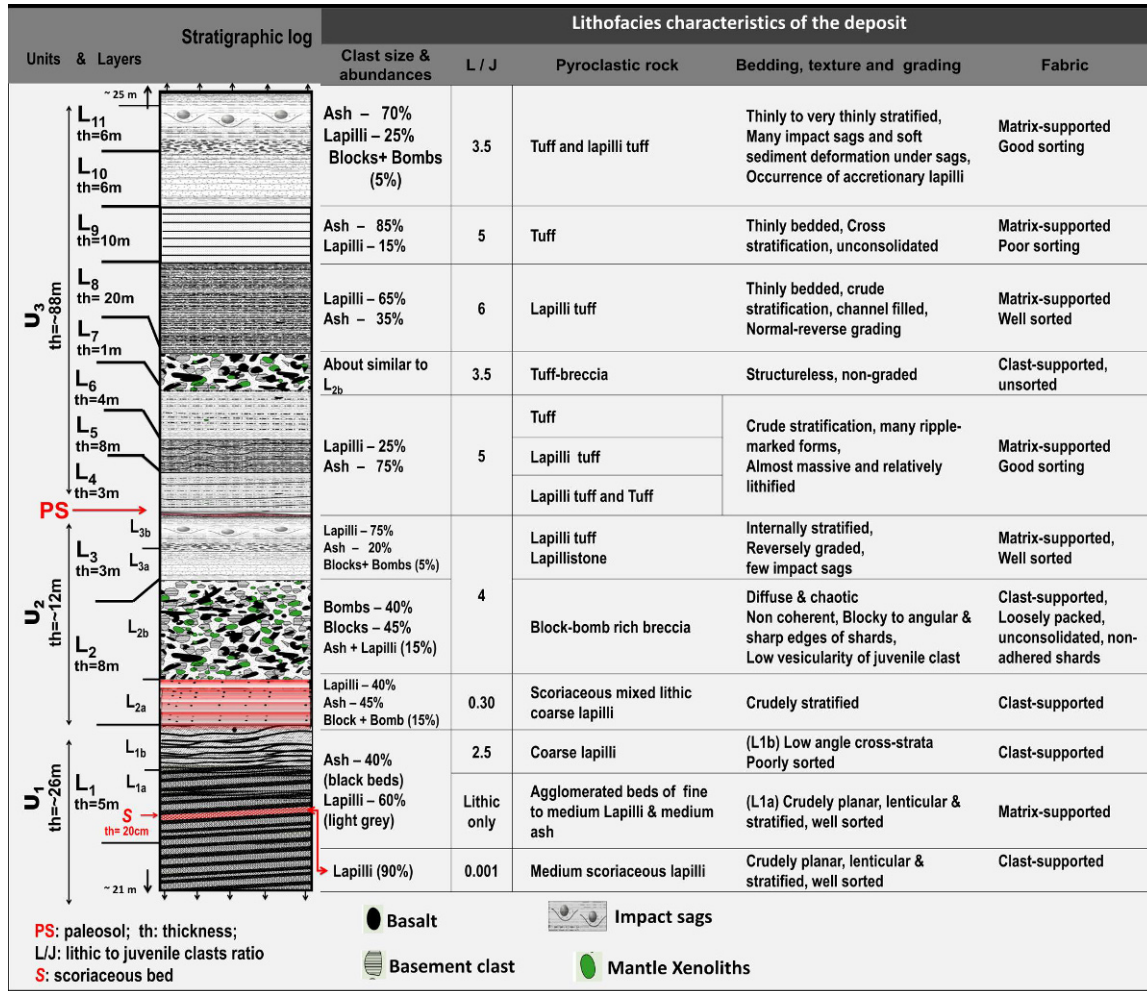 Lithofacies characteristics of the deposit
Stratigraphic log
Units & Layers
Clast size &
abundances
L / J
Pyroclastic rock
Bedding, texture and grading
Fabric
~ 25 m
L11
th=6m
L10
th=6m
L9
th=10m
L8
th= 20m
L7
th=1m
L6
th=4m
L5
th=8m
L4
th=3m
U3
th=~88m
PS
L3b
L3
th=3m
L3a
U2
th=~12m
L2b
L2
th=8m
L2a
L1b
L1a
L1
th=5m
S
th= 20cm
U1
th=~26m
~ 21 m
Ash – 70%
Lapilli – 25%
Blocks+ Bombs
(5%)
3.5
Tuff and lapilli tuff
Thinly to very thinly stratified,
Many impact sags and soft
sediment deformation under sags,
Occurrence of accretionary lapilli
Matrix-supported
Good sorting
Ash – 85%
Lapilli – 15%
5
Tuff
Thinly bedded, Cross
stratification, unconsolidated
Matrix-supported
Poor sorting
Lapilli – 65%
Ash – 35%
6
Lapilli tuff
Thinly bedded, crude
stratification, channel filled,
Normal-reverse grading
Matrix-supported
Well sorted
About similar to
L2b
3.5
Tuff-breccia
Structureless, non-graded
Clast-supported,
unsorted
Lapilli – 25%
Ash – 75%
5
Tuff
Lapilli tuff
Lapilli tuff and Tuff
Crude stratification, many ripple-
marked forms,
Almost massive and relatively
lithified
Matrix-supported
Good sorting
Lapilli – 75%
Ash – 20%
Blocks+ Bombs (5%)
4
Lapilli tuff
Lapillistone
Internally stratified,
Reversely graded,
few impact sags
Matrix-supported,
Well sorted
Bombs – 40%
Blocks – 45%
Ash + Lapilli (15%)
Block-bomb rich breccia
Diffuse & chaotic
Non coherent, Blocky to angular &
sharp edges of shards,
Low vesicularity of juvenile clast
Clast-supported,
Loosely packed,
unconsolidated, non-
adhered shards
Lapilli – 40%
Ash – 45%
Block + Bomb (15%)
0.30
Scoriaceous mixed lithic
coarse lapilli
Crudely stratified
Clast-supported
Ash – 40%
(black beds)
Lapilli – 60%
(light grey)
2.5
Coarse lapilli
(L1b) Low angle cross-strata
Poorly sorted
Clast-supported
Lithic
only
Agglomerated beds of fine
to medium Lapilli & medium
ash
(L1a) Crudely planar, lenticular &
stratified, well sorted
Matrix-supported
Lapilli (90%)
0.001
Medium scoriaceous lapilli
Crudely planar, lenticular &
stratified, well sorted
Clast-supported
PS: paleosol; th: thickness;
L/J: lithic to juvenile clasts ratio
S: scoriaceous bed
Basalt
Impact sags
Basement clast
Mantle Xenoliths